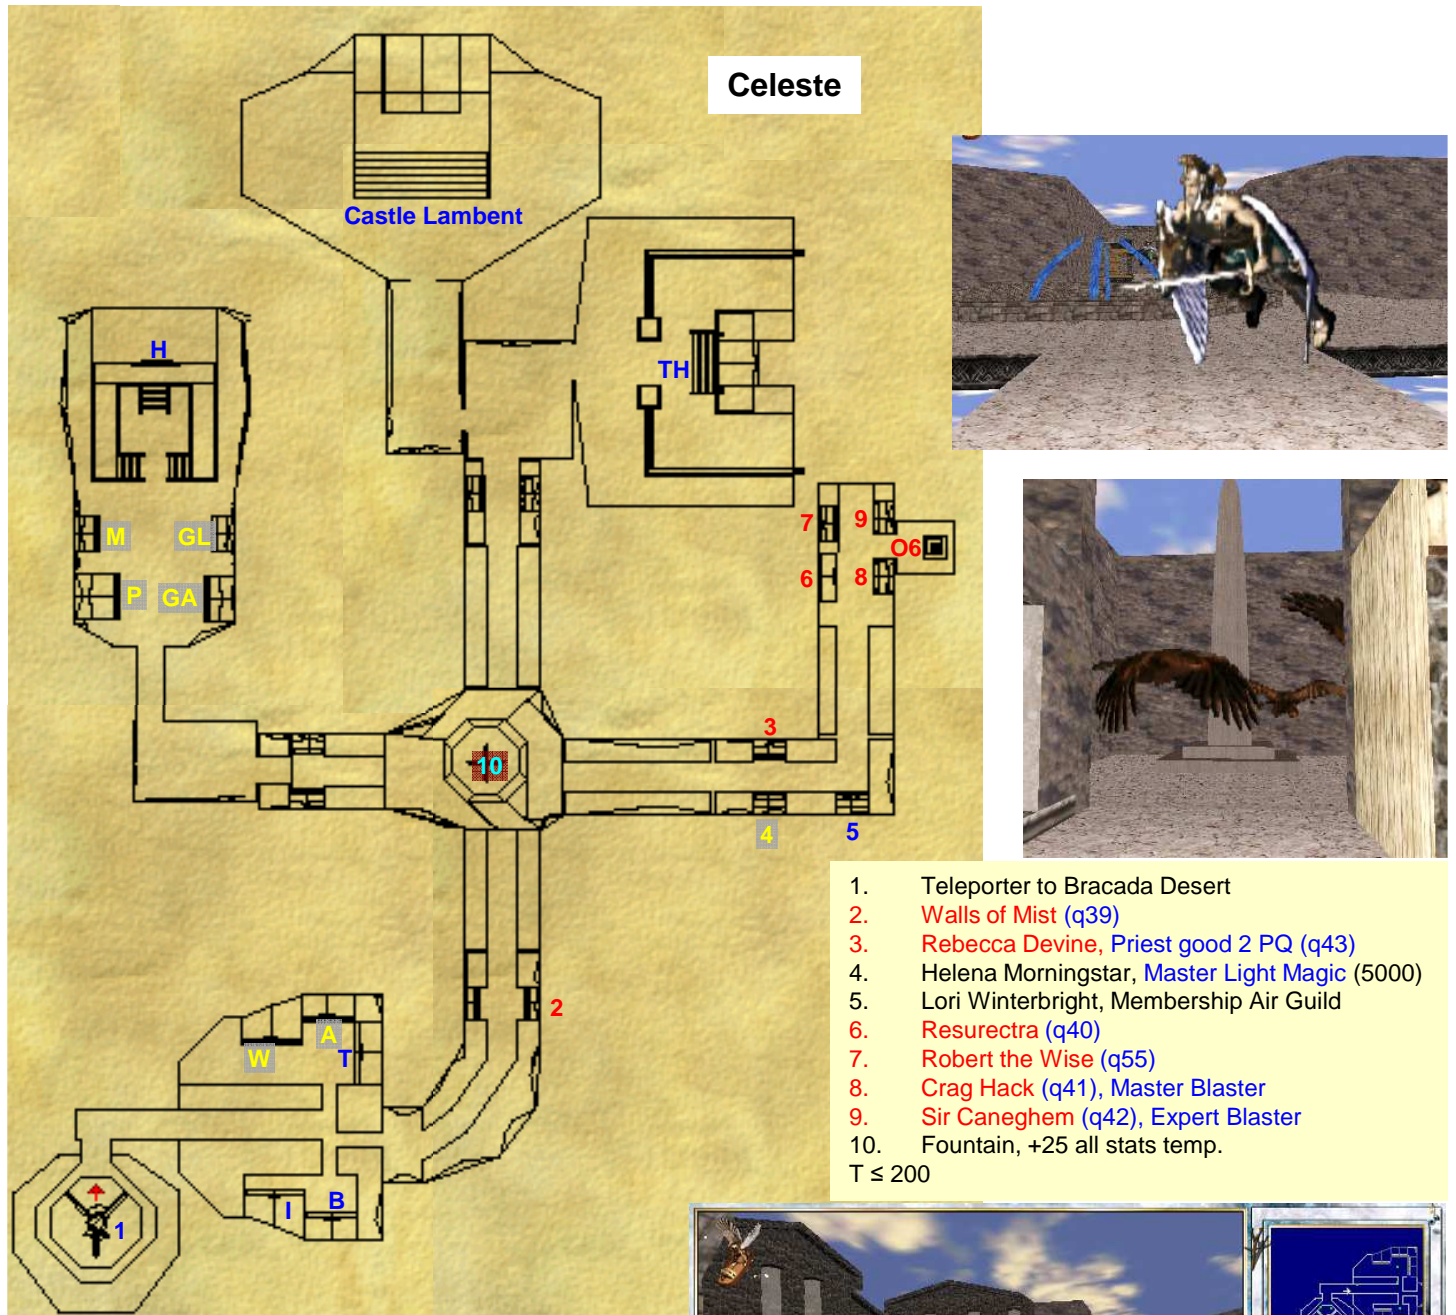 Celeste
Castle Lambent
H
TH
M
GL
P
GA
7
9
O6
6
8
3
10
4
5
2
A
W
T
B
I
1
1. Teleporter to Bracada Desert
2. Walls of Mist (q39)
3. Rebecca Devine, Priest good 2 PQ (q43)
4. Helena Morningstar, Master Light Magic (5000)
5. Lori Winterbright, Membership Air Guild
6. Resurectra (q40)
7. Robert the Wise (q55)
8. Crag Hack (q41), Master Blaster
9. Sir Caneghem (q42), Expert Blaster
10. Fountain, +25 all stats temp.
T ≤ 200